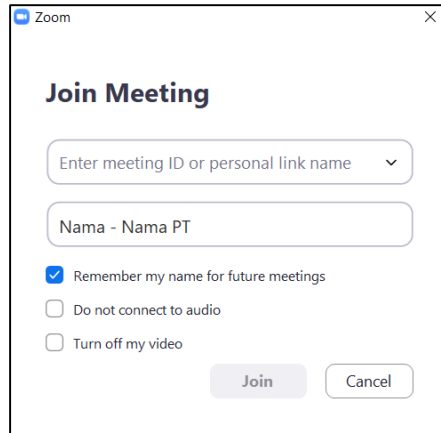 Zoom
Join Meeting
Enter meeting ID or personal link name
Nama - Nama PT
Remember my name for future meetings
Do not connect to audio
Turn off my video
Join Cancel